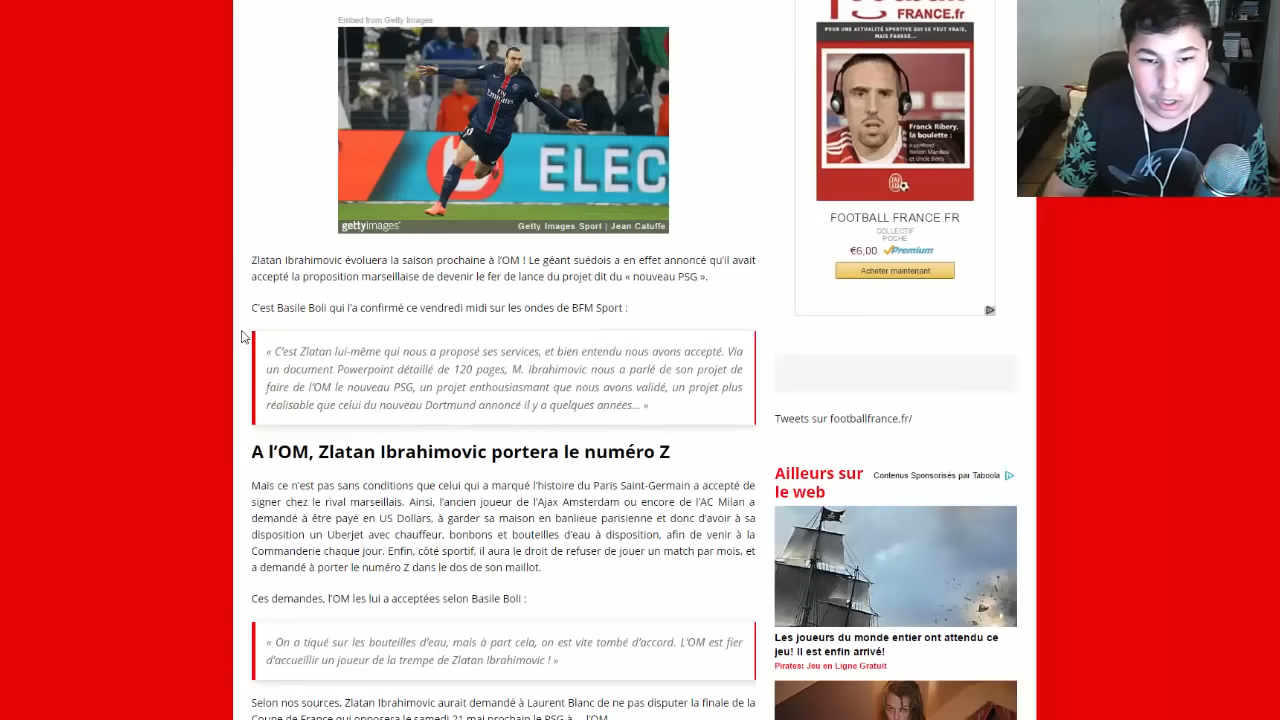 Embed from Getty Images
Emirates
ELEC
gettyimages
Getty Images Sport | Jean Catuffe
Zlatan Ibrahimovic évoluera la saison prochaine à l'OM ! Le géant suédois a en effet annoncé qu'il avait
accepté la proposition marseillaise de devenir le fer de lance du projet dit du « nouveau PSG ».
C'est Basile Boli qui l'a confirmé ce vendredi midi sur les ondes de BFM Sport :
« C'est Zlatan lui-même qui nous a proposé ses services, et bien entendu nous avons accepté. Via
un document Powerpoint détaillé de 120 pages, M. Ibrahimovic nous a parlé de son projet de
faire de l'OM le nouveau PSG, un projet enthousiasmant que nous avons validé, un projet plus
réalisable que celui du nouveau Dortmund annoncé il y a quelques années... »
A l'OM, Zlatan Ibrahimovic portera le numéro Z
Mais ce n'est pas sans conditions que celui qui a marqué l'histoire du Paris Saint-Germain a accepté de
signer chez le rival marseillais. Ainsi, l'ancien joueur de l'Ajax Amsterdam ou encore de l'AC Milan a
demandé à être payé en US Dollars, à garder sa maison en banlieue parisienne et donc d'avoir à sa
disposition un Uberjet avec chauffeur, bonbons et bouteilles d'eau à disposition, afin de venir à la
Commanderie chaque jour. Enfin, côté sportif, il aura le droit de refuser de jouer un match par mois, et
a demandé à porter le numéro Z dans le dos de son maillot.
Ces demandes, l'OM les lui a acceptées selon Basile Boli :
« On a tiqué sur les bouteilles d'eau, mais à part cela, on est vite tombé d'accord. L'OM est fier
d'accueillir un joueur de la trempe de Zlatan Ibrahimovic ! »
Selon nos sources, Zlatan Ibrahimovic aurait demandé à Laurent Blanc de ne pas disputer la finale de la
Coupe de France qui opposera le samedi 21 mai prochain le PSG à... l'OM.
FRANCE.fr
POUR UNE ACTUALITÉ SPORTIVE QUI SE VEUT VRAIE,
MAIS FAUSSE...
Franck Ribery,
la boulette :
Nelson Mandela
et Uncle Ben's
FOOTBALL FRANCE.FR
COLLECTIF
POCHE
€6,00 Premium
Acheter maintenant
Tweets sur footballfrance.fr/
Ailleurs sur
le web
Contenus Sponsorisés par Taboola
Les joueurs du monde entier ont attendu ce
jeu! Il est enfin arrivé!
Pirates: Jeu en Ligne Gratuit